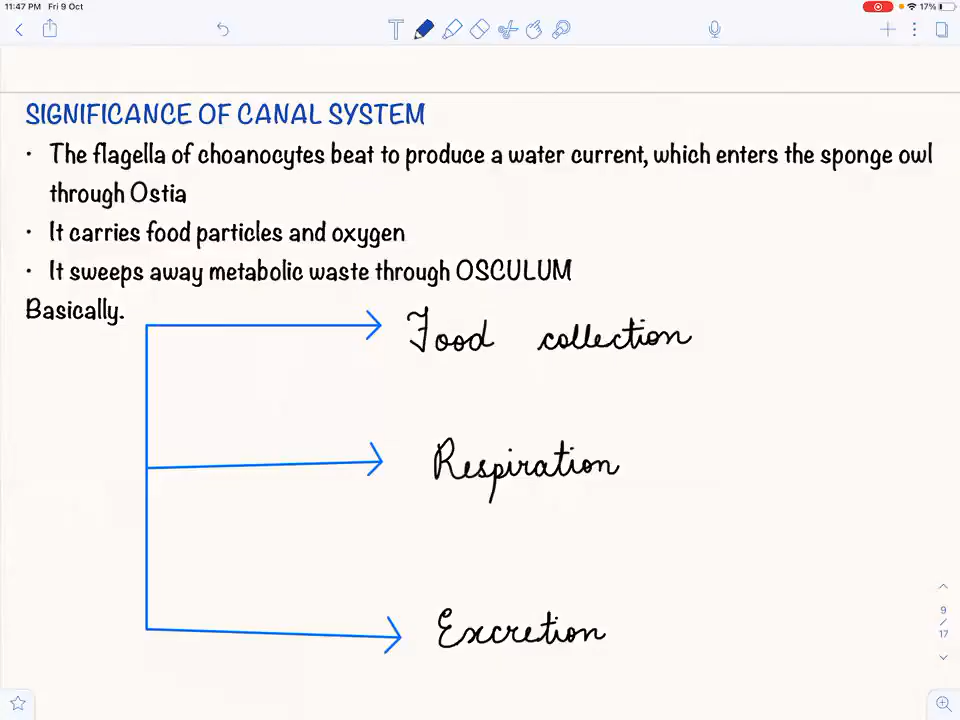 11:47 PM Fri 9 Oct
17%
T
SIGNIFICANCE OF CANAL SYSTEM
• The flagella of choanocytes beat to produce a water current, which enters the sponge owl
through Ostia
• It carries food particles and oxygen
• It sweeps away metabolic waste through OSCULUM
Basically.
Food collection
Respiration
Excretion
9
/
17